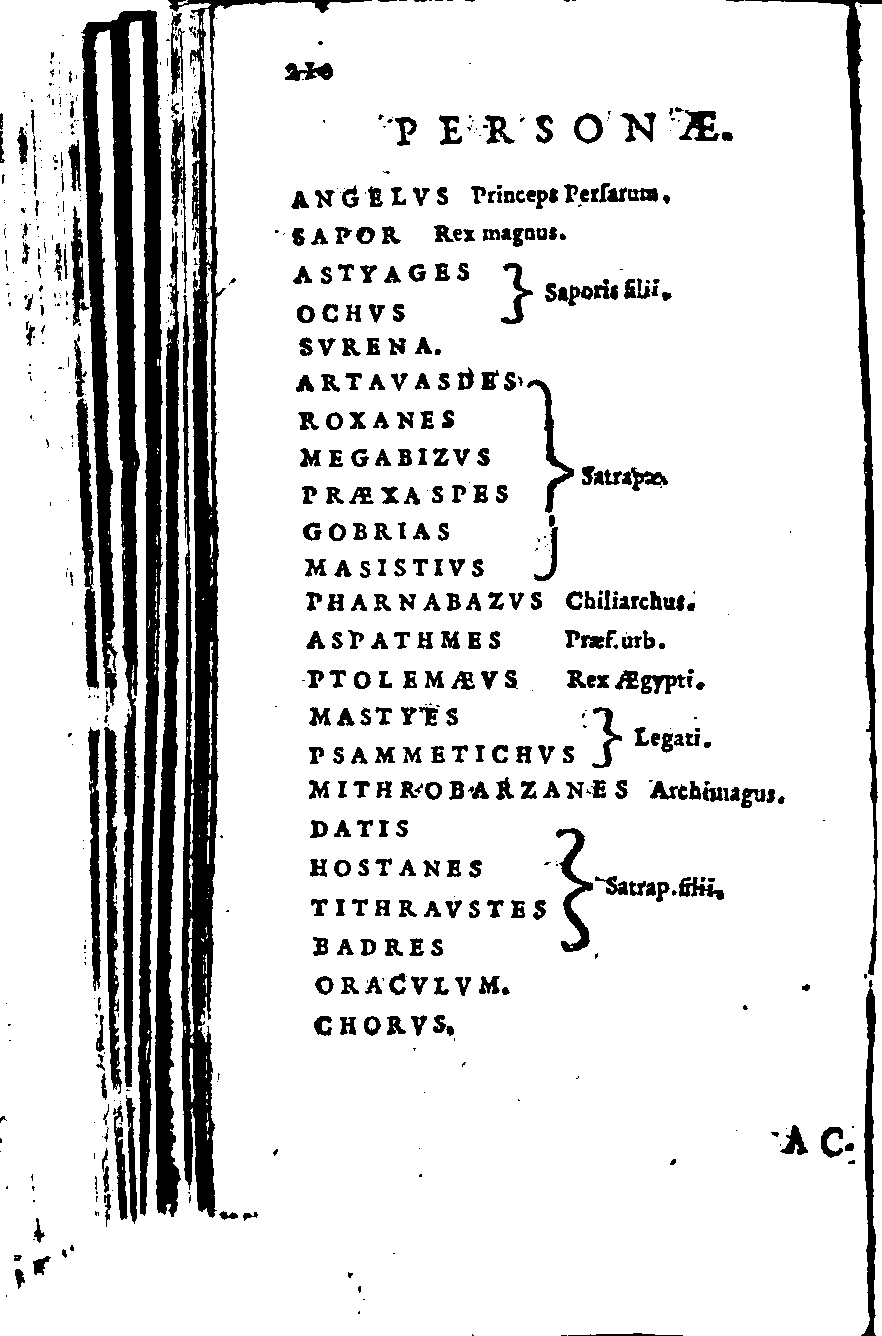 210
PERSONÆ.
ANGELVS Princeps Perſarum.
SAPOR Rex magnus.
ASTYAGES
OCHVS
} Saporis filii.
SVRENA.
ARTAVASDES
ROXANES
MEGABIZVS
PRÆXASPES
GOBRIAS
MASISTIVS
} Satrapæ.
PHARNABAZVS Chiliarchus.
ASPATHMES Præf. urb.
PTOLEMÆVS Rex Ægypti.
MASTYES
PSAMMETICHVS
} Legati.
MITHROBARZANES Archimagus.
DATIS
HOSTANES
TITHRAVSTES
BADRES
} Satrap. filii.
ORACVLVM.
CHORVS.
AC-